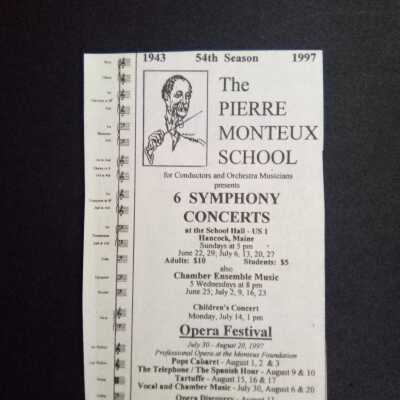 1943 54th Season 1997
The
PIERRE
MONTEUX
SCHOOL
for Conductors and Orchestra Musicians
presents
6 SYMPHONY
CONCERTS
at the School Hall - US 1
Hancock, Maine
Sundays at 5 pm
June 22, 29; July 6, 13, 20, 27
Adults: $10 Students: $5
also
Chamber Ensemble Music
5 Wednesdays at 8 pm
June 25; July 2, 9, 16, 23
Children's Concert
Monday, July 14, 1 pm
Opera Festival
July 30 - August 20, 1997
Professional Opera at the Monteux Foundation
Pops Cabaret - August 1, 2 & 3
The Telephone / The Spanish Hour - August 9 & 10
Tartuffe - August 15, 16 & 17
Vocal and Chamber Music - July 30, August 6 & 20
Opera Discovery - August